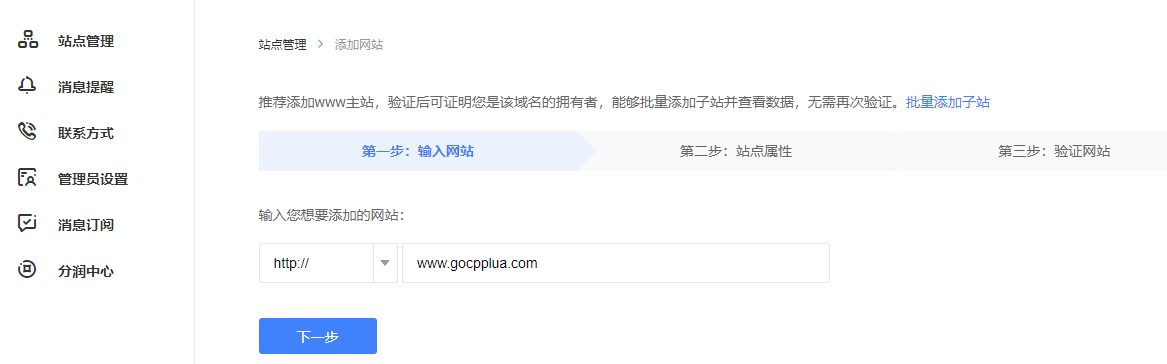 站点管理
消息提醒
联系方式
管理员设置
消息订阅
分润中心
站点管理 > 添加网站
推荐添加www主站，验证后可证明您是该域名的拥有者，能够批量添加子站并查看数据，无需再次验证。批量添加子站
第一步：输入网站 第二步：站点属性 第三步：验证网站
输入您想要添加的网站：
http:// www.gocpplua.com
下一步